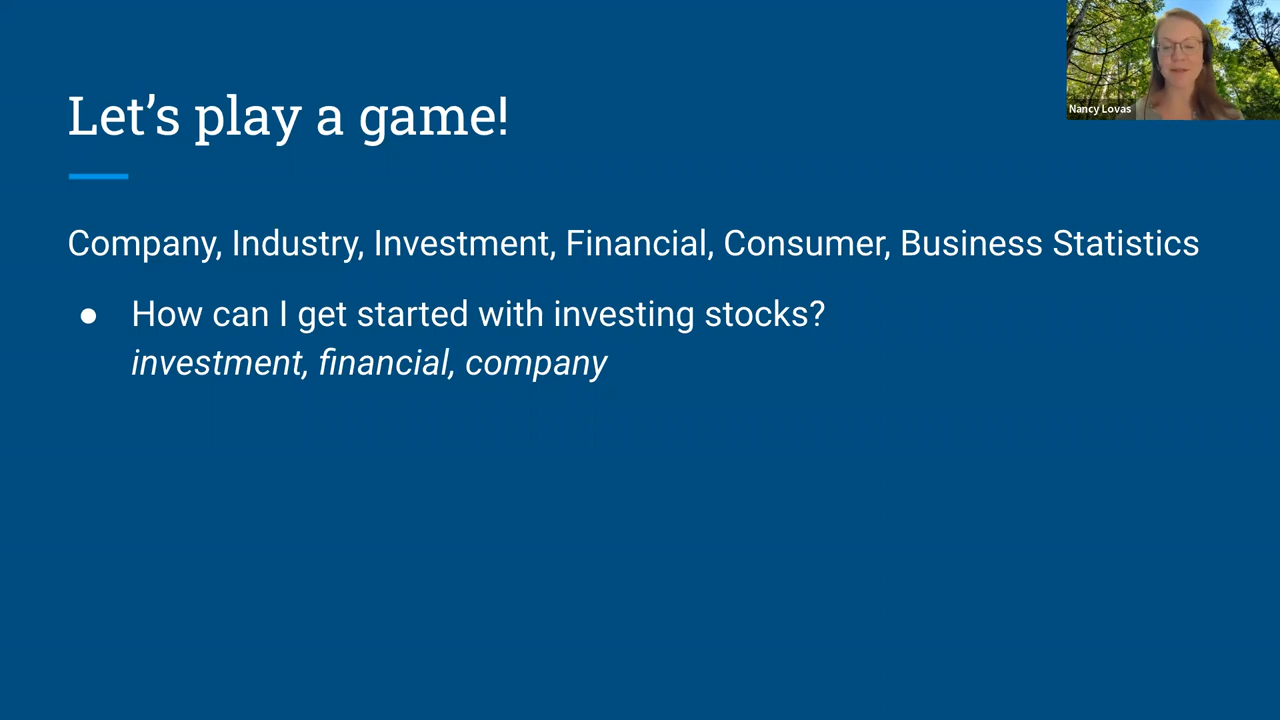 Let’s play a game!
Nancy Lovas
Company, Industry, Investment, Financial, Consumer, Business Statistics
● How can I get started with investing stocks?
investment, financial, company